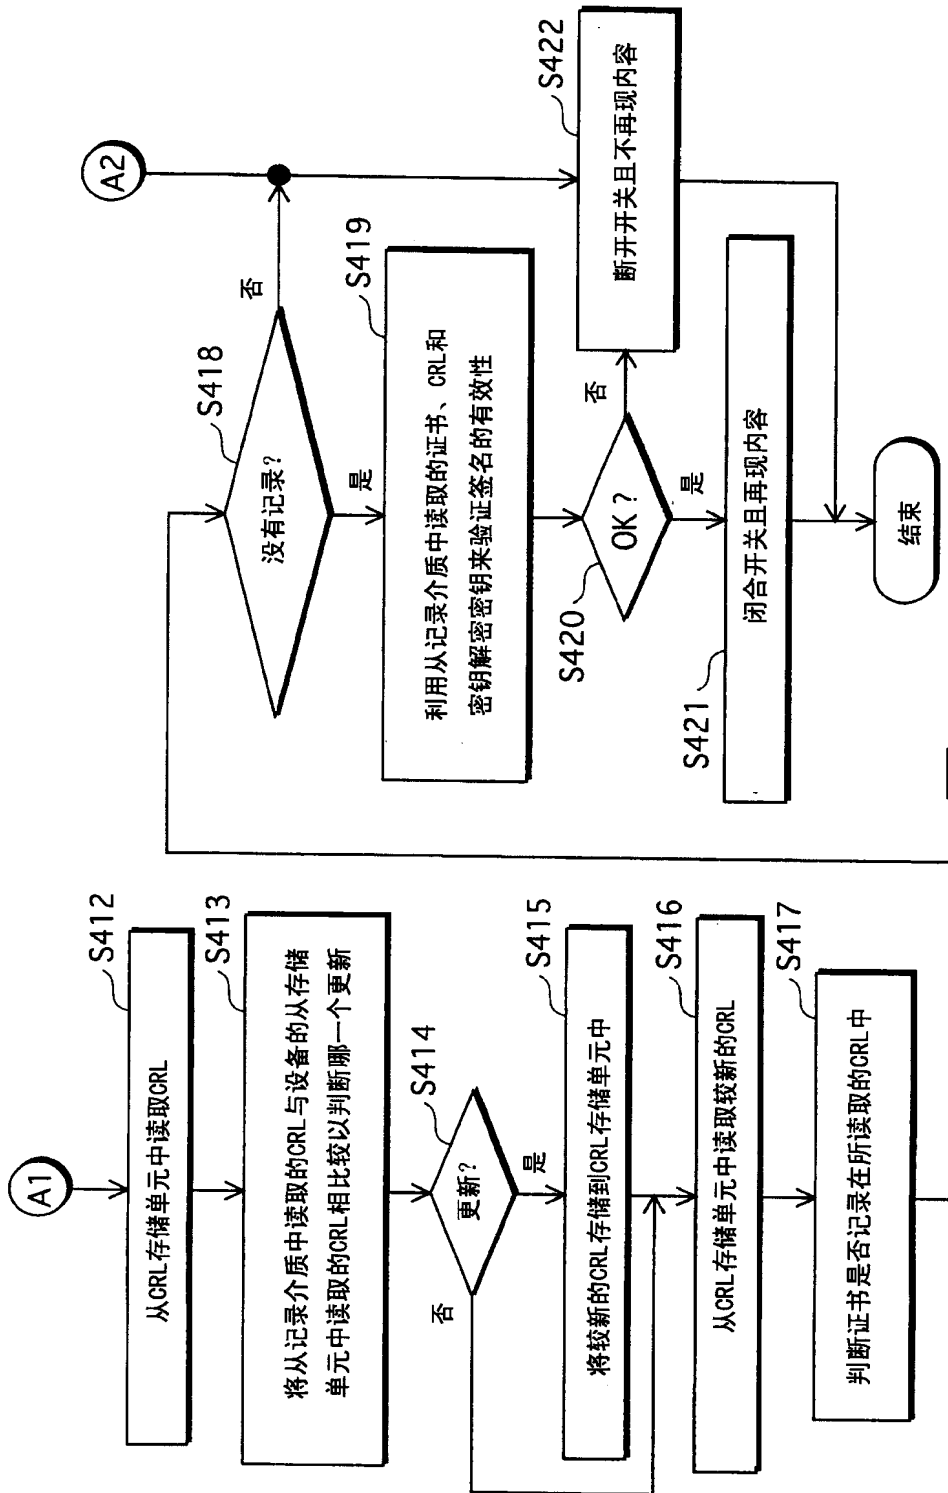 A1
S412
从CRL存储单元中读取CRL
S413
将从记录介质中读取的CRL与设备的从存储
单元中读取的CRL相比较以判断哪一个更新
S414
更新?
否
是
S415
将较新的CRL存储到CRL存储单元中
S416
从CRL存储单元中读取较新的CRL
S417
判断证书是否记录在所读取的CRL中
A2
S418
没有记录?
否
是
S419
利用从记录介质中读取的证书、CRL和
密钥解密密钥来验证签名的有效性
S420
OK?
否
是
S421
闭合开关且再现内容
S422
断开开关且不再现内容
结束